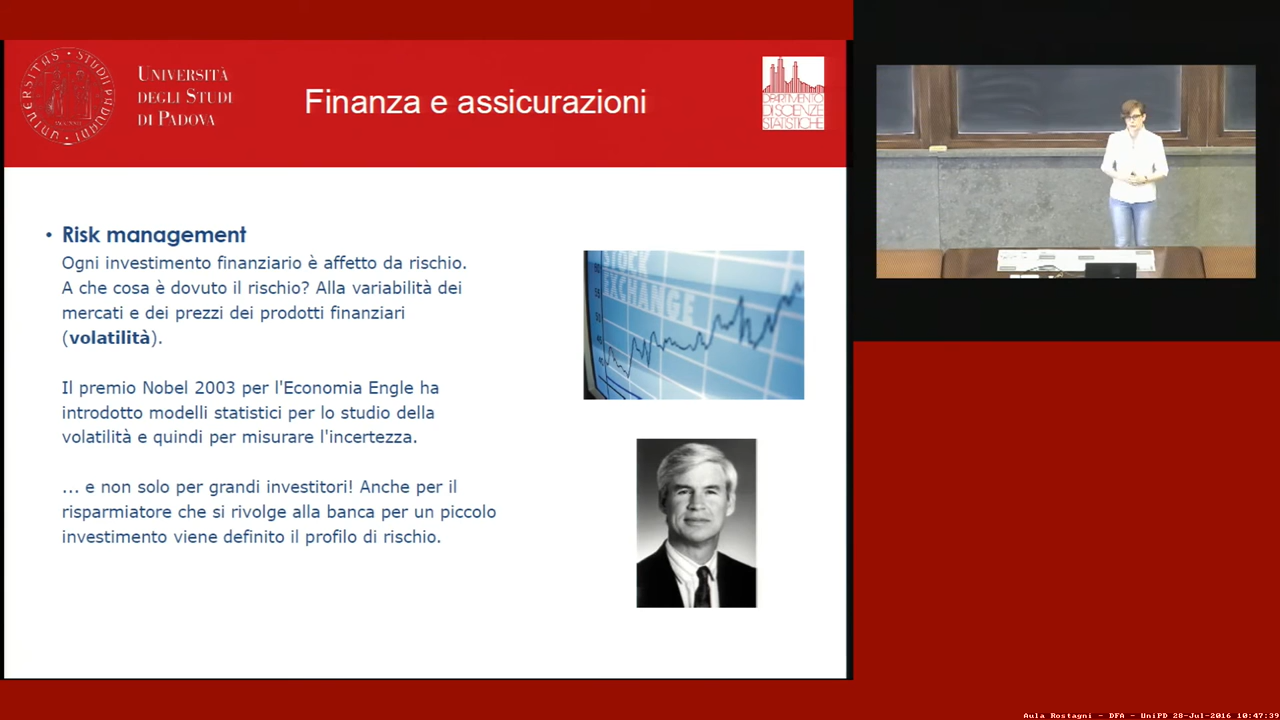 UNIVERSITAS STUDII PADUANI
UNIVERSITÀ
DEGLI STUDI
DI PADOVA
Finanza e assicurazioni
DIPARTIMENTO
DI SCIENZE
STATISTICHE
• Risk management
Ogni investimento finanziario è affetto da rischio.
A che cosa è dovuto il rischio? Alla variabilità dei
mercati e dei prezzi dei prodotti finanziari
(volatilità).
Il premio Nobel 2003 per l'Economia Engle ha
introdotto modelli statistici per lo studio della
volatilità e quindi per misurare l'incertezza.
... e non solo per grandi investitori! Anche per il
risparmiatore che si rivolge alla banca per un piccolo
investimento viene definito il profilo di rischio.
STOCK
EXCHANGE
Aula Rostagni - DFA - UniPD 28-Jul-2016 10:47:39